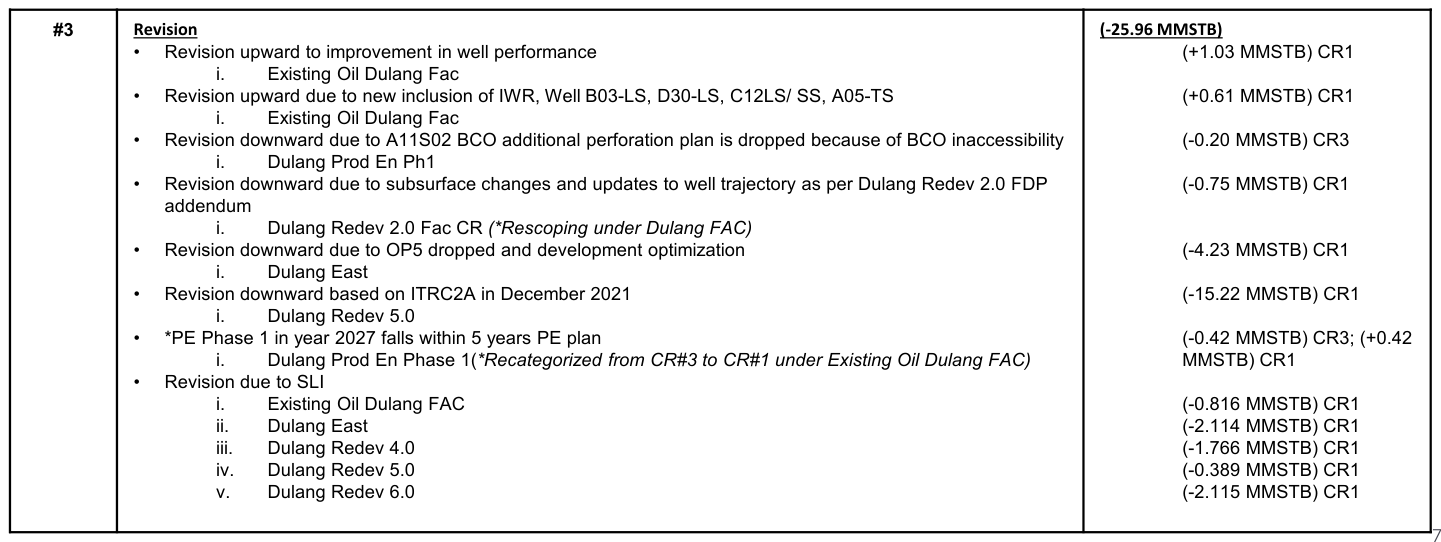 #3
Revision
(-25.96 MMSTB)
• Revision upward to improvement in well performance
(+1.03 MMSTB) CR1
i. Existing Oil Dulang Fac
• Revision upward due to new inclusion of IWR, Well B03-LS, D30-LS, C12LS/ SS, A05-TS
(+0.61 MMSTB) CR1
i. Existing Oil Dulang Fac
• Revision downward due to A11S02 BCO additional perforation plan is dropped because of BCO inaccessibility
(-0.20 MMSTB) CR3
i. Dulang Prod En Ph1
• Revision downward due to subsurface changes and updates to well trajectory as per Dulang Redev 2.0 FDP
(-0.75 MMSTB) CR1
addendum
i. Dulang Redev 2.0 Fac CR (*Rescoping under Dulang FAC)
• Revision downward due to OP5 dropped and development optimization
(-4.23 MMSTB) CR1
i. Dulang East
• Revision downward based on ITRC2A in December 2021
(-15.22 MMSTB) CR1
i. Dulang Redev 5.0
• *PE Phase 1 in year 2027 falls within 5 years PE plan
(-0.42 MMSTB) CR3; (+0.42
i. Dulang Prod En Phase 1(*Recategorized from CR#3 to CR#1 under Existing Oil Dulang FAC)
MMSTB) CR1
• Revision due to SLI
i. Existing Oil Dulang FAC
(-0.816 MMSTB) CR1
ii. Dulang East
(-2.114 MMSTB) CR1
iii. Dulang Redev 4.0
(-1.766 MMSTB) CR1
iv. Dulang Redev 5.0
(-0.389 MMSTB) CR1
v. Dulang Redev 6.0
(-2.115 MMSTB) CR1
7